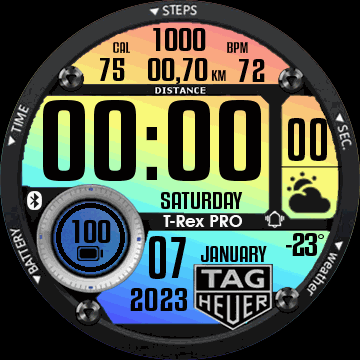 STEPS
1000
CAL
BPM
75
00,70 KM
72
DISTANCE
TIME
SEC.
00:00
00
SATURDAY
T-Rex PRO
100
07
JANUARY
-23°
2023
TAG
HEUER
BATTERY
weather